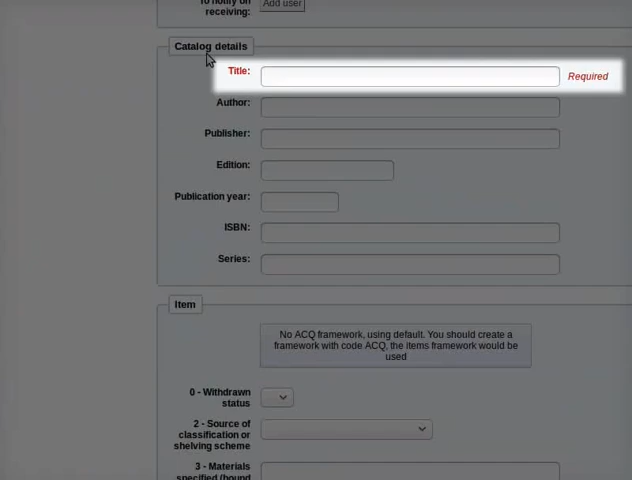 To notify on
receiving:
Add user
Catalog details
Title:
Required
Author:
Publisher:
Edition:
Publication year:
ISBN:
Series:
Item
No ACQ framework, using default. You should create a
framework with code ACQ, the items framework would be
used
0 - Withdrawn
status
2 - Source of
classification or
shelving scheme
3 - Materials
specified (bound